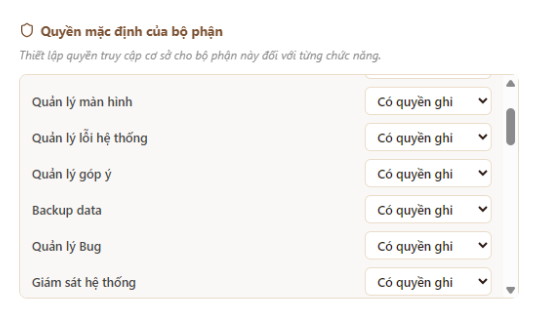 Quyền mặc định của bộ phận
Thiết lập quyền truy cập cơ sở cho bộ phận này đối với từng chức năng.
Quản lý màn hình Có quyền ghi
Quản lý lỗi hệ thống Có quyền ghi
Quản lý góp ý Có quyền ghi
Backup data Có quyền ghi
Quản lý Bug Có quyền ghi
Giám sát hệ thống Có quyền ghi